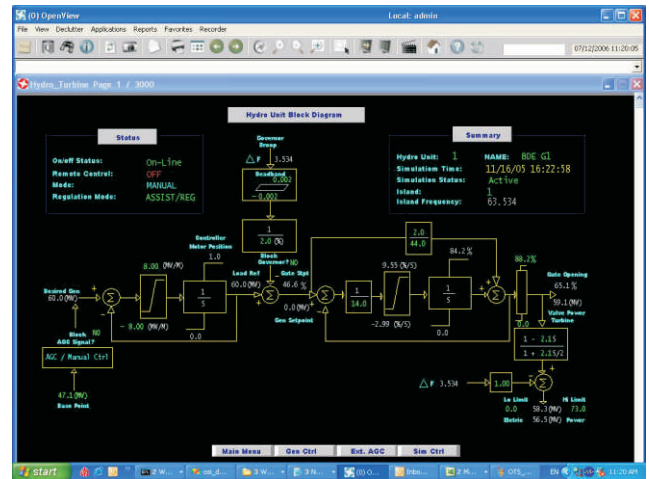 (0) OpenView Local: admin
File View Declutter Applications Reports Favorites Recorder
07/12/2006 11:20:05
Hydro_Turbine Page 1 / 3000
Hydro Unit Block Diagram
Status
On/off Status: On-Line
Remote Control: OFF
Mode: MANUAL
Regulation Mode: ASSIST/REG
Governor
Droop
Δ F 3.534
Deadband
0.002
- 0.002
1
2.0 (%)
Block
Governor? NO
Summary
Hydro Unit: 1 NAME: BDE G1
Simulation Time: 11/16/05 16:22:58
Simulation Status: Active
Island: 1
Island Frequency: 63.534
2.0
44.0
Controller
Motor Position
1.0
8.00 (MW/M)
Desired Gen
60.0(MW)
Σ
- 8.00 (MW/M)
1
S
0.0
Load Ref
60.0(MW)
Σ
Gate Stpt
46.6 %
0.0(MW)
Gen Setpoint
Σ
1
14.0
9.55 (%/S)
-2.99 (%/S)
84.2 %
1
S
0.0
Σ
88.2%
0.0
Gate Opening
65.1 %
59.1(MW)
Valve Power
Turbine
1 - 2.15
1 + 2.15/2
Block NO
AGC Signal?
AGC / Manual Ctrl
47.1(MW)
Base Point
Δ F 3.534
1.00
Σ
Lo Limit Hi Limit
0.0 58.3(MW) 73.0
56.5(MW) Power
Main Menu Gen Ctrl Ext. AGC Sim Ctrl
start 2 W... os_d... 3 W... 3 N... (0) O... Inbo... 2 M... OTS_... EN 11:20 AM